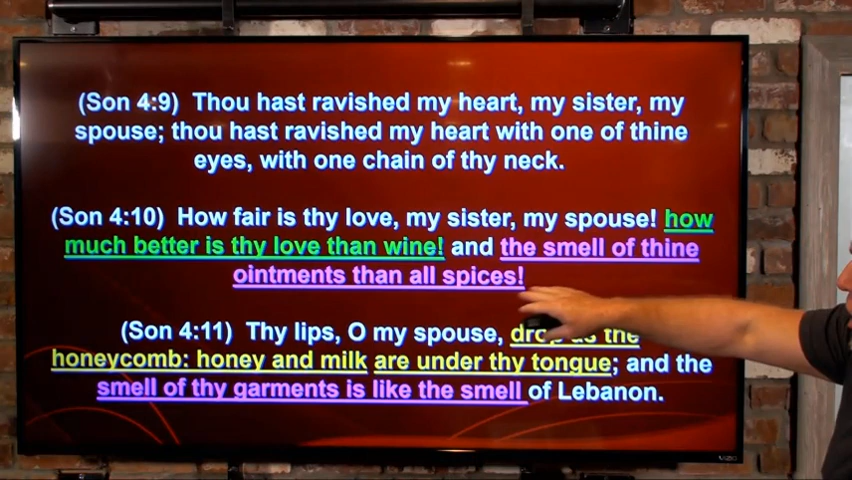 (Son 4:9) Thou hast ravished my heart, my sister, my
spouse; thou hast ravished my heart with one of thine
eyes, with one chain of thy neck.
(Son 4:10) How fair is thy love, my sister, my spouse! how
much better is thy love than wine! and the smell of thine
ointments than all spices!
(Son 4:11) Thy lips, O my spouse, drop as the
honeycomb: honey and milk are under thy tongue; and the
smell of thy garments is like the smell of Lebanon.
VIZIO